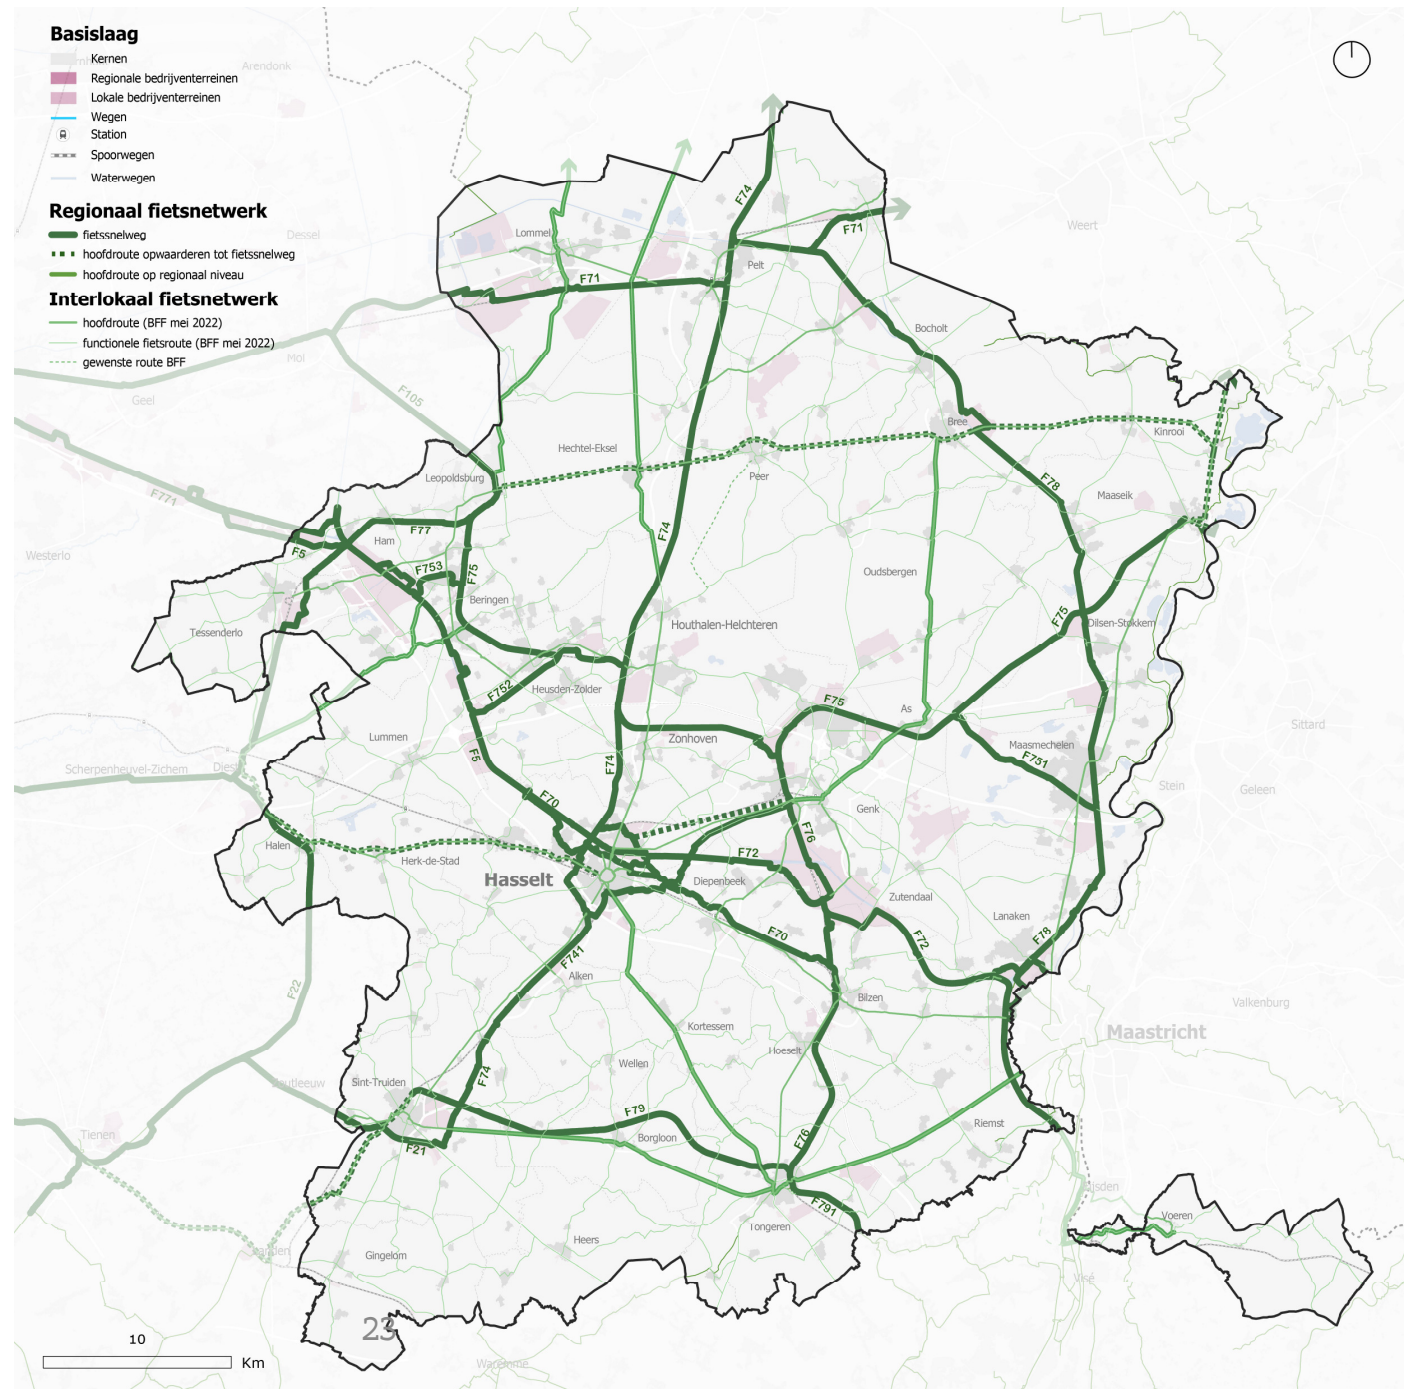 Basislaag
Kernen
Regionale bedrijventerreinen
Lokale bedrijventerreinen
Wegen
Station
Spoorwegen
Waterwegen
Regionaal fietsnetwerk
fietssnelweg
hoofdroute opwaarderen tot fietssnelweg
hoofdroute op regionaal niveau
Interlokaal fietsnetwerk
hoofdroute (BFF mei 2022)
functionele fietsroute (BFF mei 2022)
gewenste route BFF
Arendonk
Dessel
Mol
Geel
Weert
F74
F71
Lommel
Pelt
F71
Bocholt
F105
Bree
Kinrooi
Hechtel-Eksel
Peer
Leopoldsburg
F78
Maaseik
F771
F77
F74
Ham
F5
Westerlo
F753
F75
Oudsbergen
Beringen
F75
Dilsen-Stokkem
Houthalen-Helchteren
Tessenderlo
F752
Heusden-Zolder
F75
As
Sittard
Lummen
Zonhoven
Maasmechelen
F5
F74
F751
Scherpenheuvel-Zichem
Diest
Stein
Geleen
F70
Genk
F76
Halen
Herk-de-Stad
F72
Hasselt
Diepenbeek
Zutendaal
Lanaken
F70
F72
F78
F741
Alken
F22
Bilzen
Valkenburg
Kortessem
Maastricht
Hoeselt
Wellen
F74
Sint-Truiden
F79
Riemst
F21
Borgloon
F76
Tienen
F791
Voeren
Tongeren
Heers
Gingelom
Visé
23
Waremme
10
Km